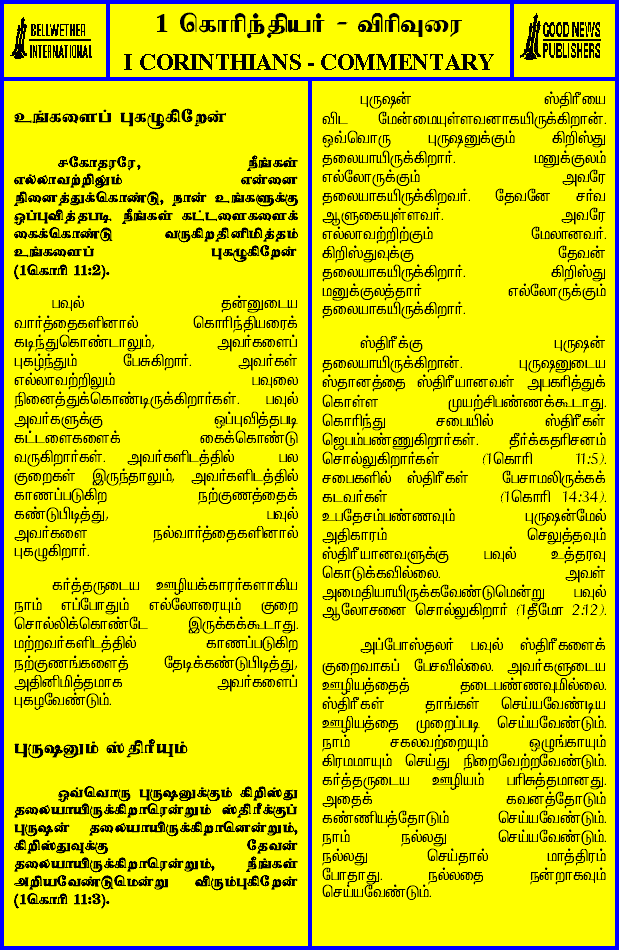 BELLWETHER
INTERNATIONAL
1 கொரிந்தியர் - விரிவுரை
I CORINTHIANS - COMMENTARY
GOOD NEWS
PUBLISHERS
உங்களைப் புகழுகிறேன்
சகோதரரே, நீங்கள்
எல்லாவற்றிலும் என்னை
நினைத்துக்கொண்டு, நான் உங்களுக்கு
ஒப்புவித்தபடி நீங்கள் கட்டளைகளைக்
கைக்கொண்டு வருகிறதினிமித்தம்
உங்களைப் புகழுகிறேன்
(1கொரி 11:2).
பவுல் தன்னுடைய
வார்த்தைகளினால் கொரிந்தியரைக்
கடிந்துகொண்டாலும், அவர்களைப்
புகழ்ந்தும் பேசுகிறார். அவர்கள்
எல்லாவற்றிலும் பவுலை
நினைத்துக்கொண்டிருக்கிறார்கள். பவுல்
அவர்களுக்கு ஒப்புவித்தபடி
கட்டளைகளைக் கைக்கொண்டு
வருகிறார்கள். அவர்களிடத்தில் பல
குறைகள் இருந்தாலும், அவர்களிடத்தில்
காணப்படுகிற நற்குணத்தைக்
கண்டுபிடித்து, பவுல்
அவர்களை நல்வார்த்தைகளினால்
புகழுகிறார்.
கர்த்தருடைய ஊழியக்காரர்களாகிய
நாம் எப்போதும் எல்லோரையும் குறை
சொல்லிக்கொண்டே இருக்கக்கூடாது.
மற்றவர்களிடத்தில் காணப்படுகிற
நற்குணங்களைத் தேடிக்கண்டுபிடித்து,
அதினிமித்தமாக அவர்களைப்
புகழவேண்டும்.
புருஷனும் ஸ்திரீயும்
ஒவ்வொரு புருஷனுக்கும் கிறிஸ்து
தலையாயிருக்கிறாரென்றும் ஸ்திரீக்குப்
புருஷன் தலையாயிருக்கிறானென்றும்,
கிறிஸ்துவுக்கு தேவன்
தலையாயிருக்கிறாரென்றும், நீங்கள்
அறியவேண்டுமென்று விரும்புகிறேன்
(1கொரி 11:3).
புருஷன் ஸ்திரீயை
விட மேன்மையுள்ளவனாகயிருக்கிறான்.
ஒவ்வொரு புருஷனுக்கும் கிறிஸ்து
தலையாயிருக்கிறார். மனுக்குலம்
எல்லோருக்கும் அவரே
தலையாயிருக்கிறவர். தேவனே சர்வ
ஆளுகையுள்ளவர். அவரே
எல்லாவற்றிற்கும் மேலானவர்.
கிறிஸ்துவுக்கு தேவன்
தலையாயிருக்கிறார். கிறிஸ்து
மனுக்குலத்தார் எல்லோருக்கும்
தலையாயிருக்கிறார்.
ஸ்திரீக்கு புருஷன்
தலையாயிருக்கிறான். புருஷனுடைய
ஸ்தானத்தை ஸ்திரீயானவள் அபகரித்துக்
கொள்ள முயற்சிபண்ணக்கூடாது.
கொரிந்து சபையில் ஸ்திரீகள்
ஜெபம்பண்ணுகிறார்கள். தீர்க்கதரிசனம்
சொல்லுகிறார்கள் (1கொரி 11:5).
சபைகளில் ஸ்திரீகள் பேசாமலிருக்கக்
கடவர்கள் (1கொரி 14:34).
உபதேசம்பண்ணவும் புருஷன்மேல்
அதிகாரம் செலுத்தவும்
ஸ்திரீயானவளுக்கு பவுல் உத்தரவு
கொடுக்கவில்லை. அவள்
அமைதியாயிருக்கவேண்டுமென்று பவுல்
ஆலோசனை சொல்லுகிறார் (1தீமோ 2:12).
அப்போஸ்தலர் பவுல் ஸ்திரீகளைக்
குறைவாகப் பேசவில்லை. அவர்களுடைய
ஊழியத்தைத் தடைபண்ணவுமில்லை.
ஸ்திரீகள் தாங்கள் செய்யவேண்டிய
ஊழியத்தை முறைப்படி செய்யவேண்டும்.
நாம் சகலவற்றையும் ஒழுங்காயும்
கிரமமாயும் செய்து நிறைவேற்றவேண்டும்.
கர்த்தருடைய ஊழியம் பரிசுத்தமானது.
அதைக் கவனத்தோடும்
கண்ணியத்தோடும் செய்யவேண்டும்.
நாம் நல்லது செய்யவேண்டும்.
நல்லது செய்தால் மாத்திரம்
போதாது. நல்லதை நன்றாகவும்
செய்யவேண்டும்.